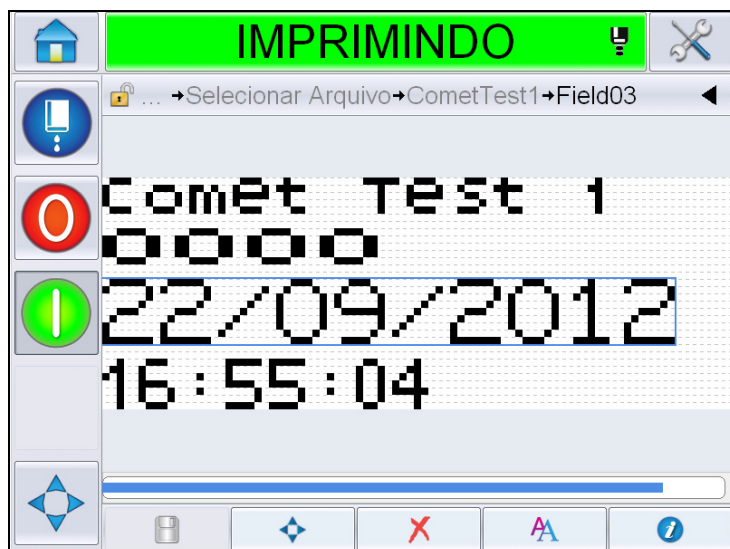 IMPRIMINDO
... →Selecionar Arquivo→CometTest1→Field03
Comet Test 1
0000
22/09/2012
16:55:04